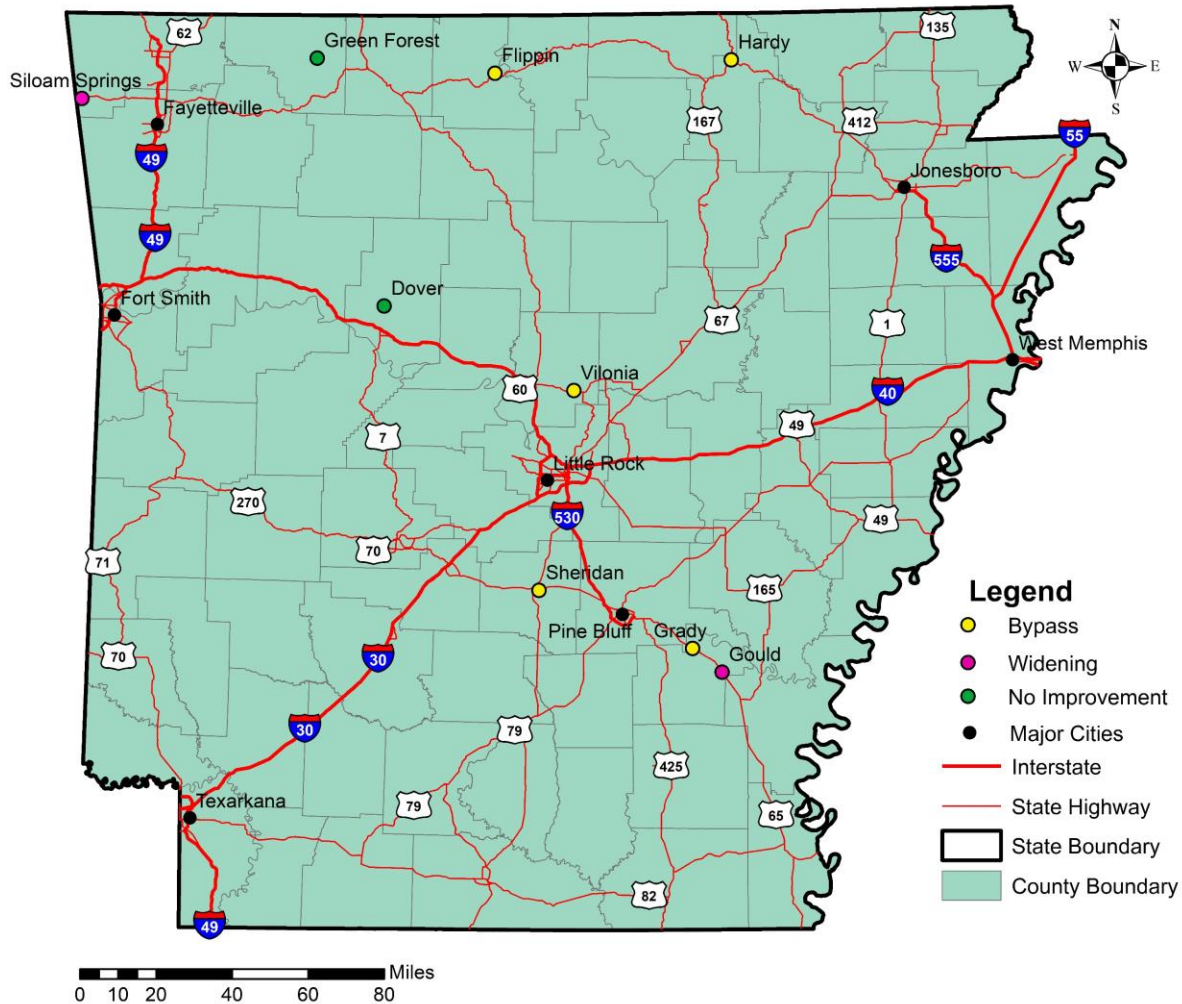 62
Green Forest
Flippin
Hardy
135
N
W
E
S
Siloam Springs
Fayetteville
167
412
55
49
Jonesboro
49
555
Dover
Fort Smith
67
1
West Memphis
Vilonia
60
40
49
7
Little Rock
270
530
49
70
71
Sheridan
165
Pine Bluff
Grady
Gould
70
30
30
79
425
79
65
Texarkana
82
49
Legend
Bypass
Widening
No Improvement
Major Cities
Interstate
State Highway
State Boundary
County Boundary
Miles
0 10 20 40 60 80